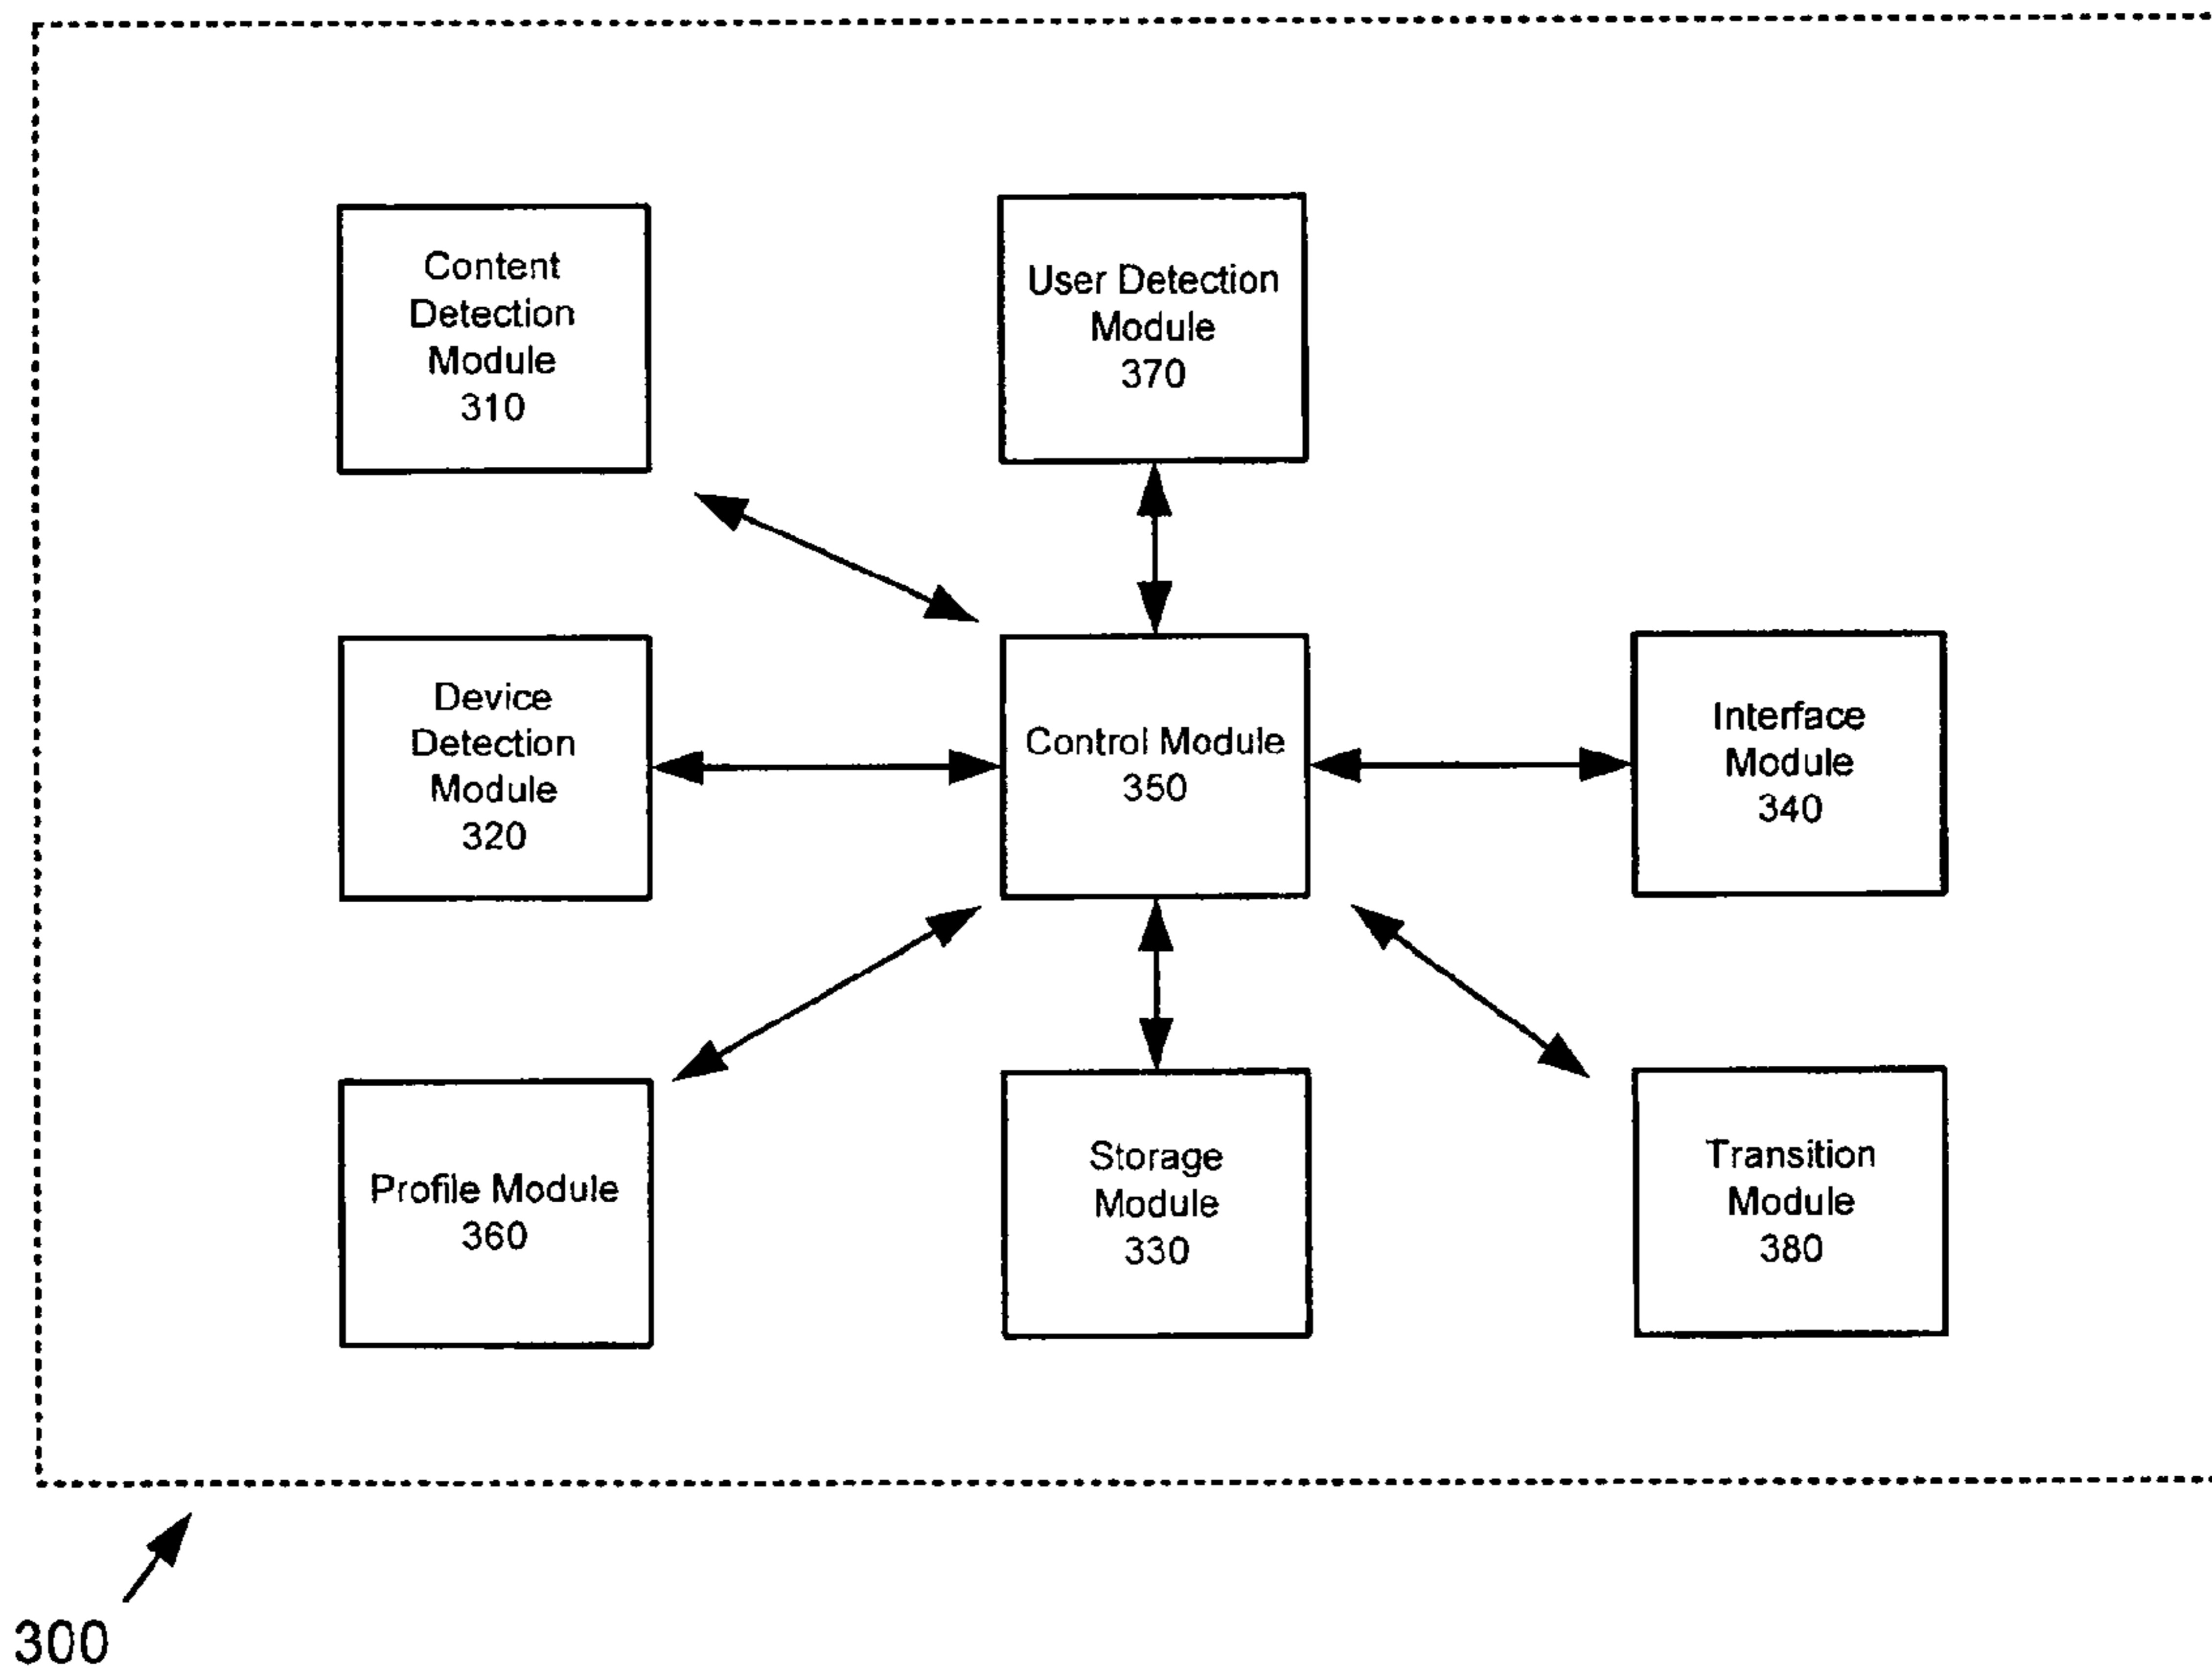 Content
Detection
Module
310
User Detection
Module
370
Device
Detection
Module
320
Control Module
350
Interface
Module
340
Profile Module
360
Storage
Module
330
Transition
Module
380
300